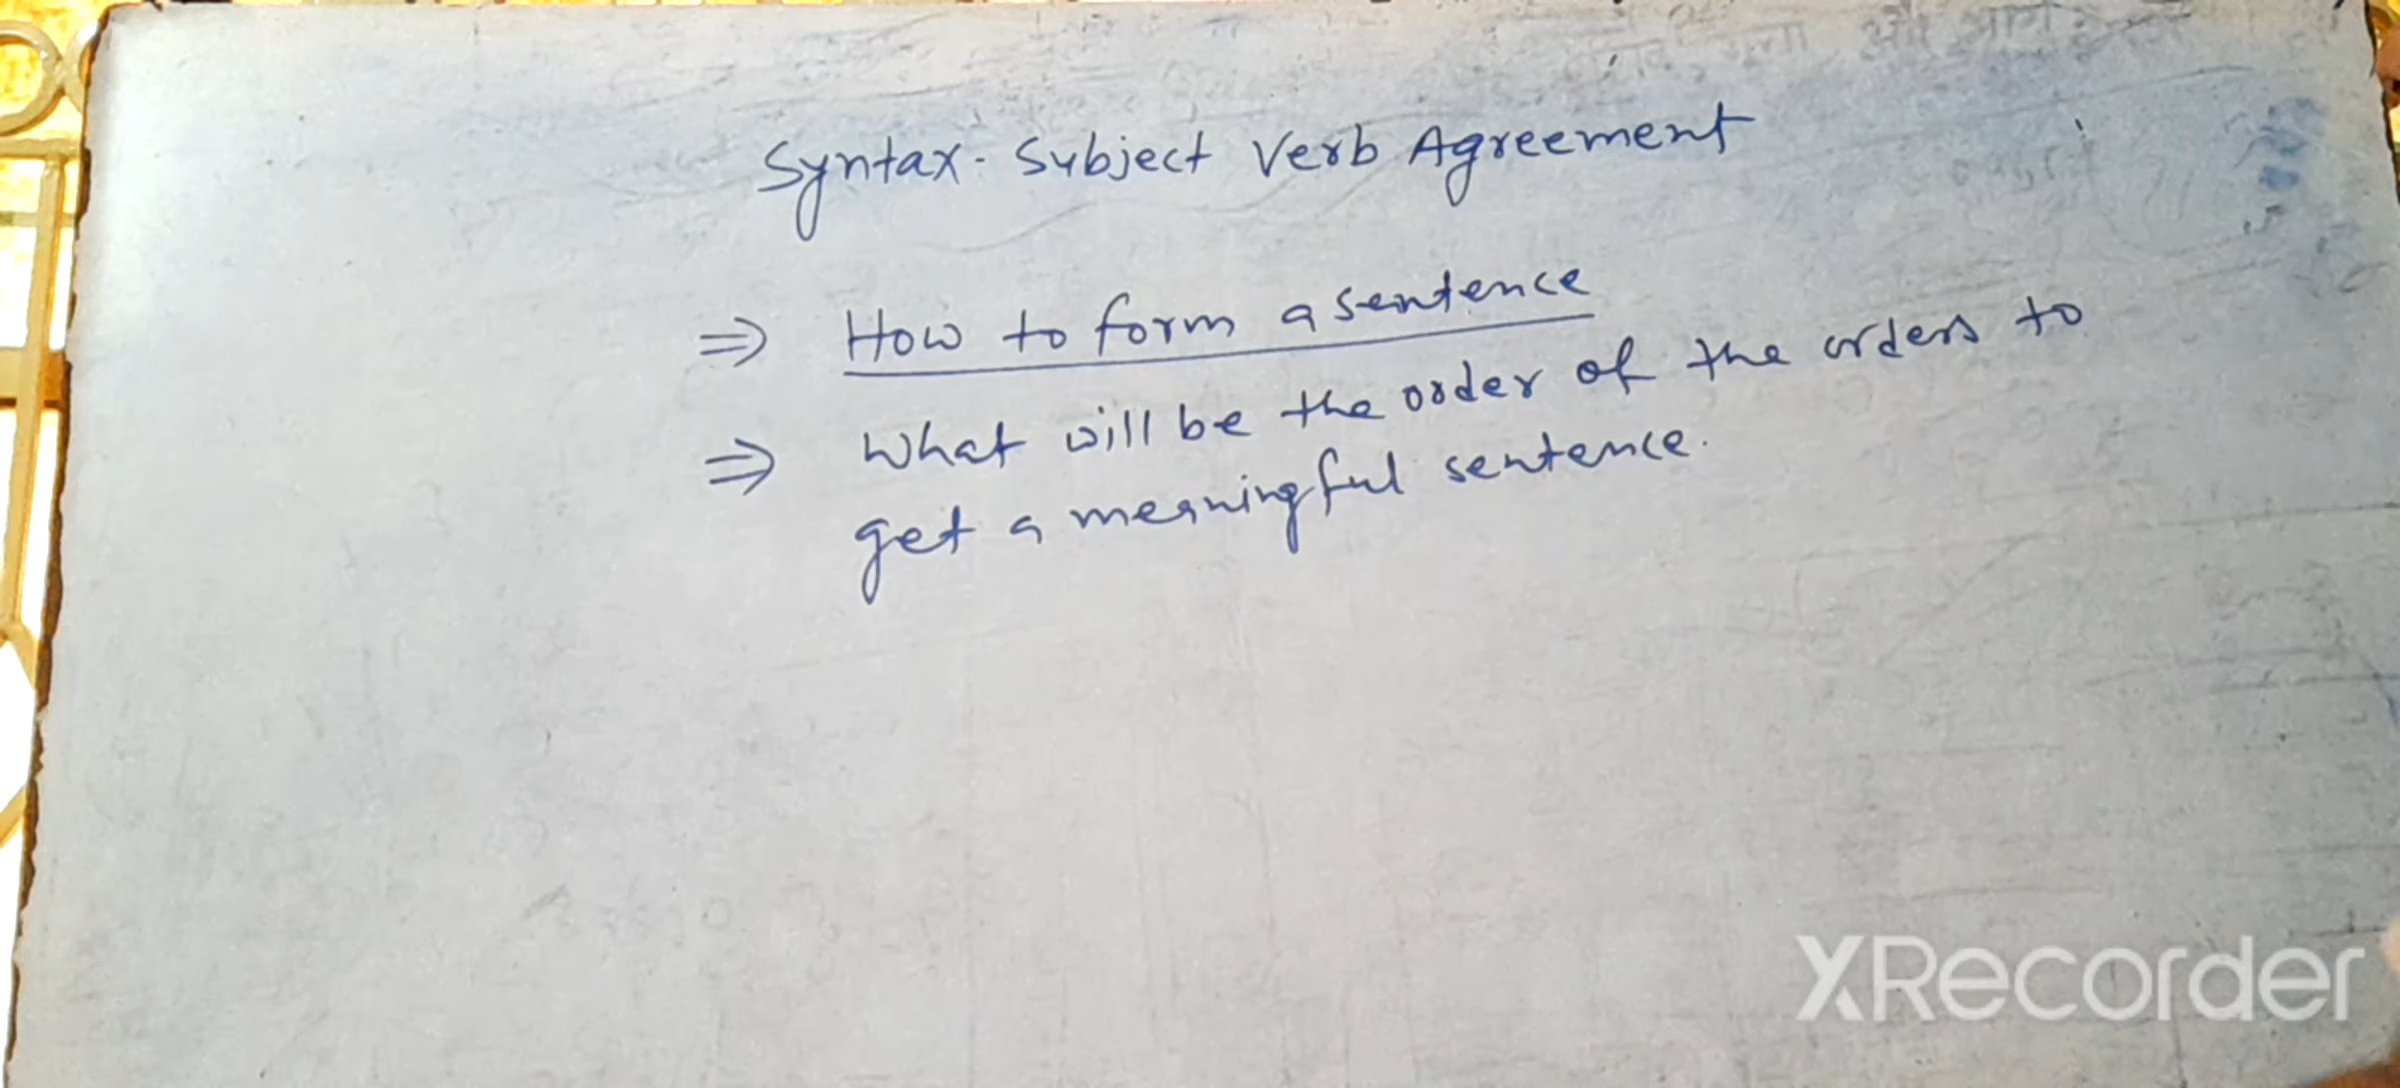 Syntax- Subject Verb Agreement
⇒ How to form a sentence
⇒ What will be the order of the orders to
get a meaningful sentence.
XRecorder